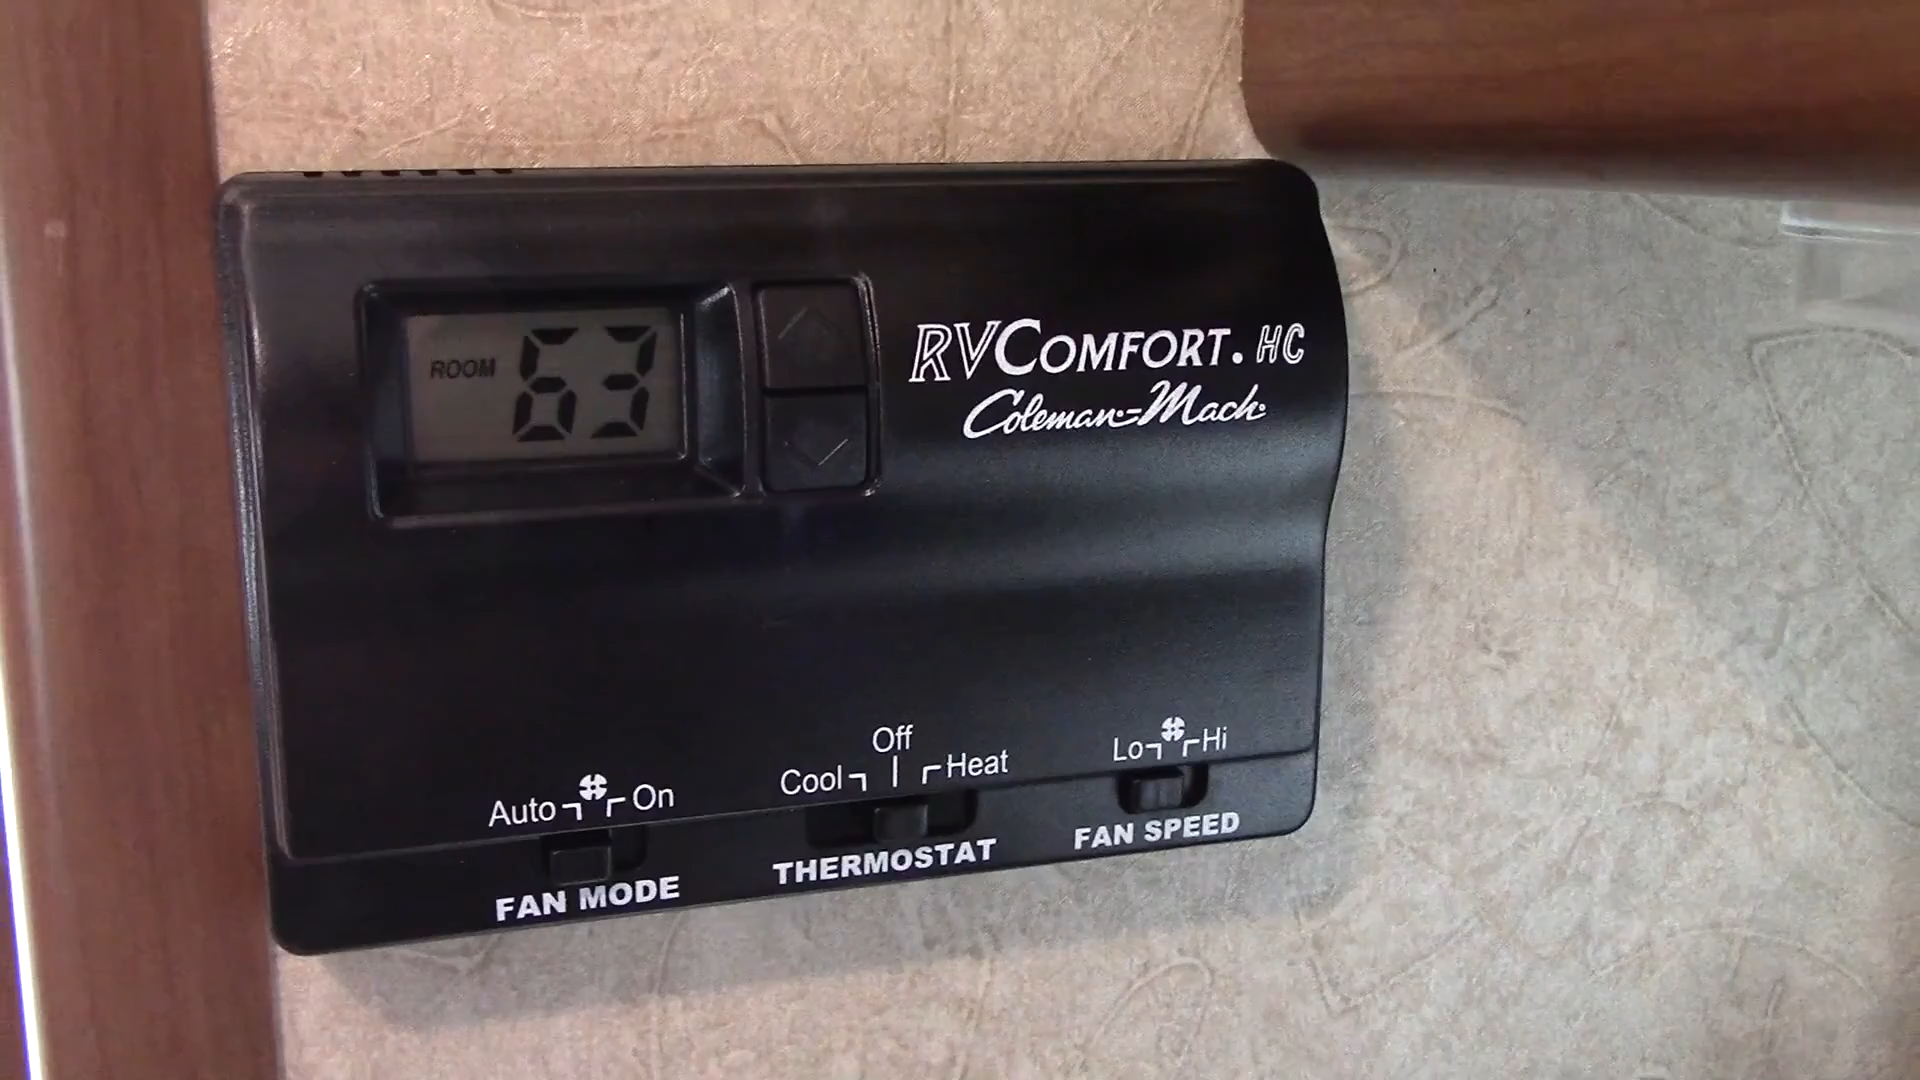 ROOM 63
RVCOMFORT. HC
Coleman-Mach
Auto On
Off
Cool Heat
Lo Hi
FAN MODE
THERMOSTAT
FAN SPEED